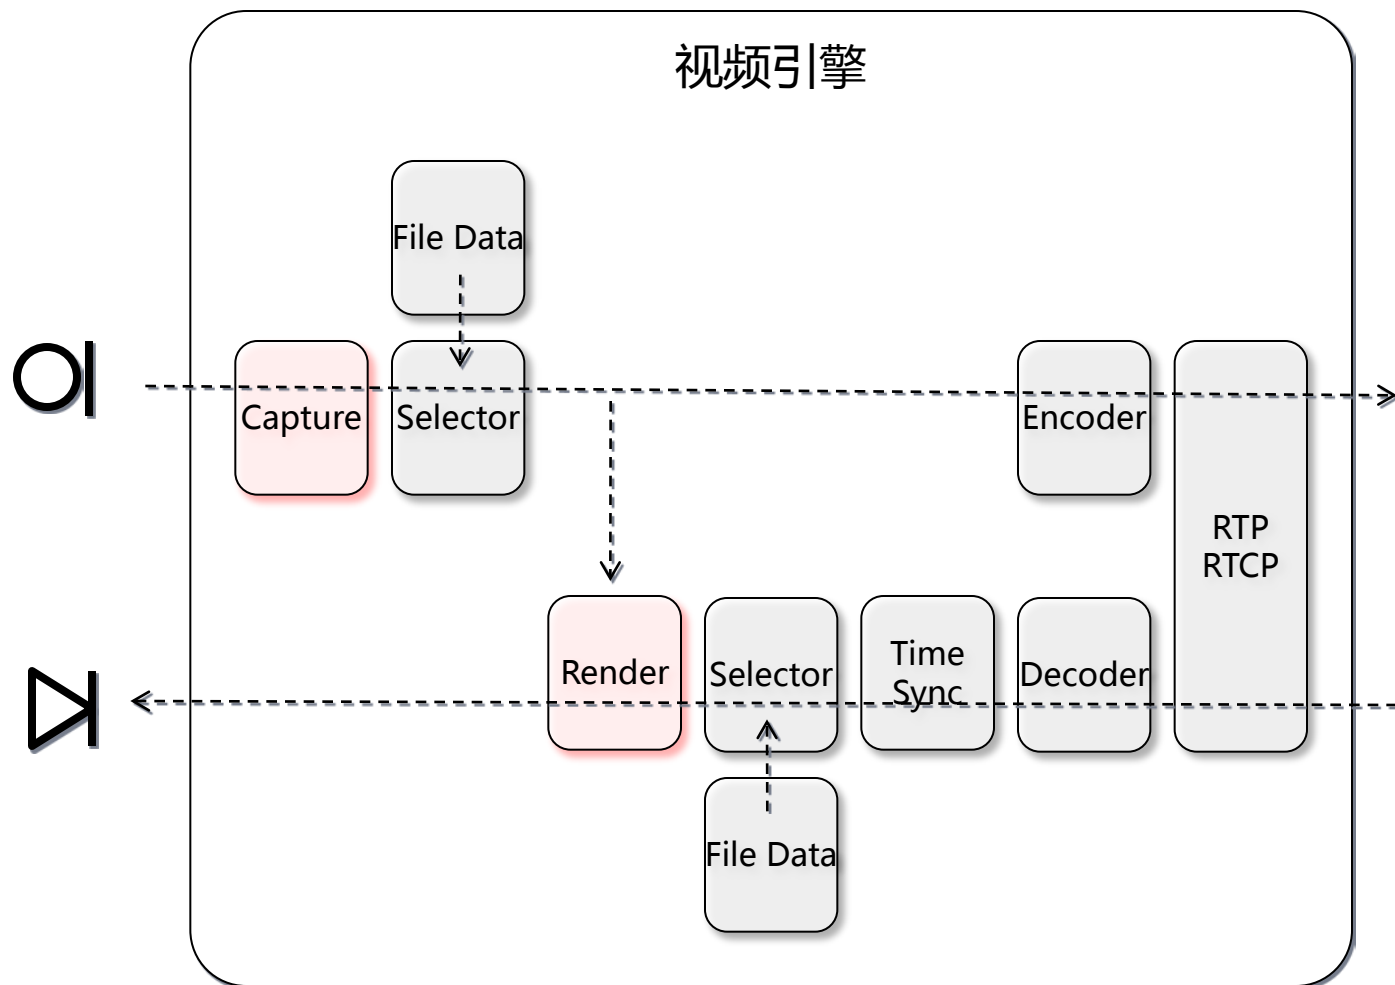 视频引擎
File Data
Capture
Selector
Encoder
RTP
RTCP
Render
Selector
Time
Sync
Decoder
File Data